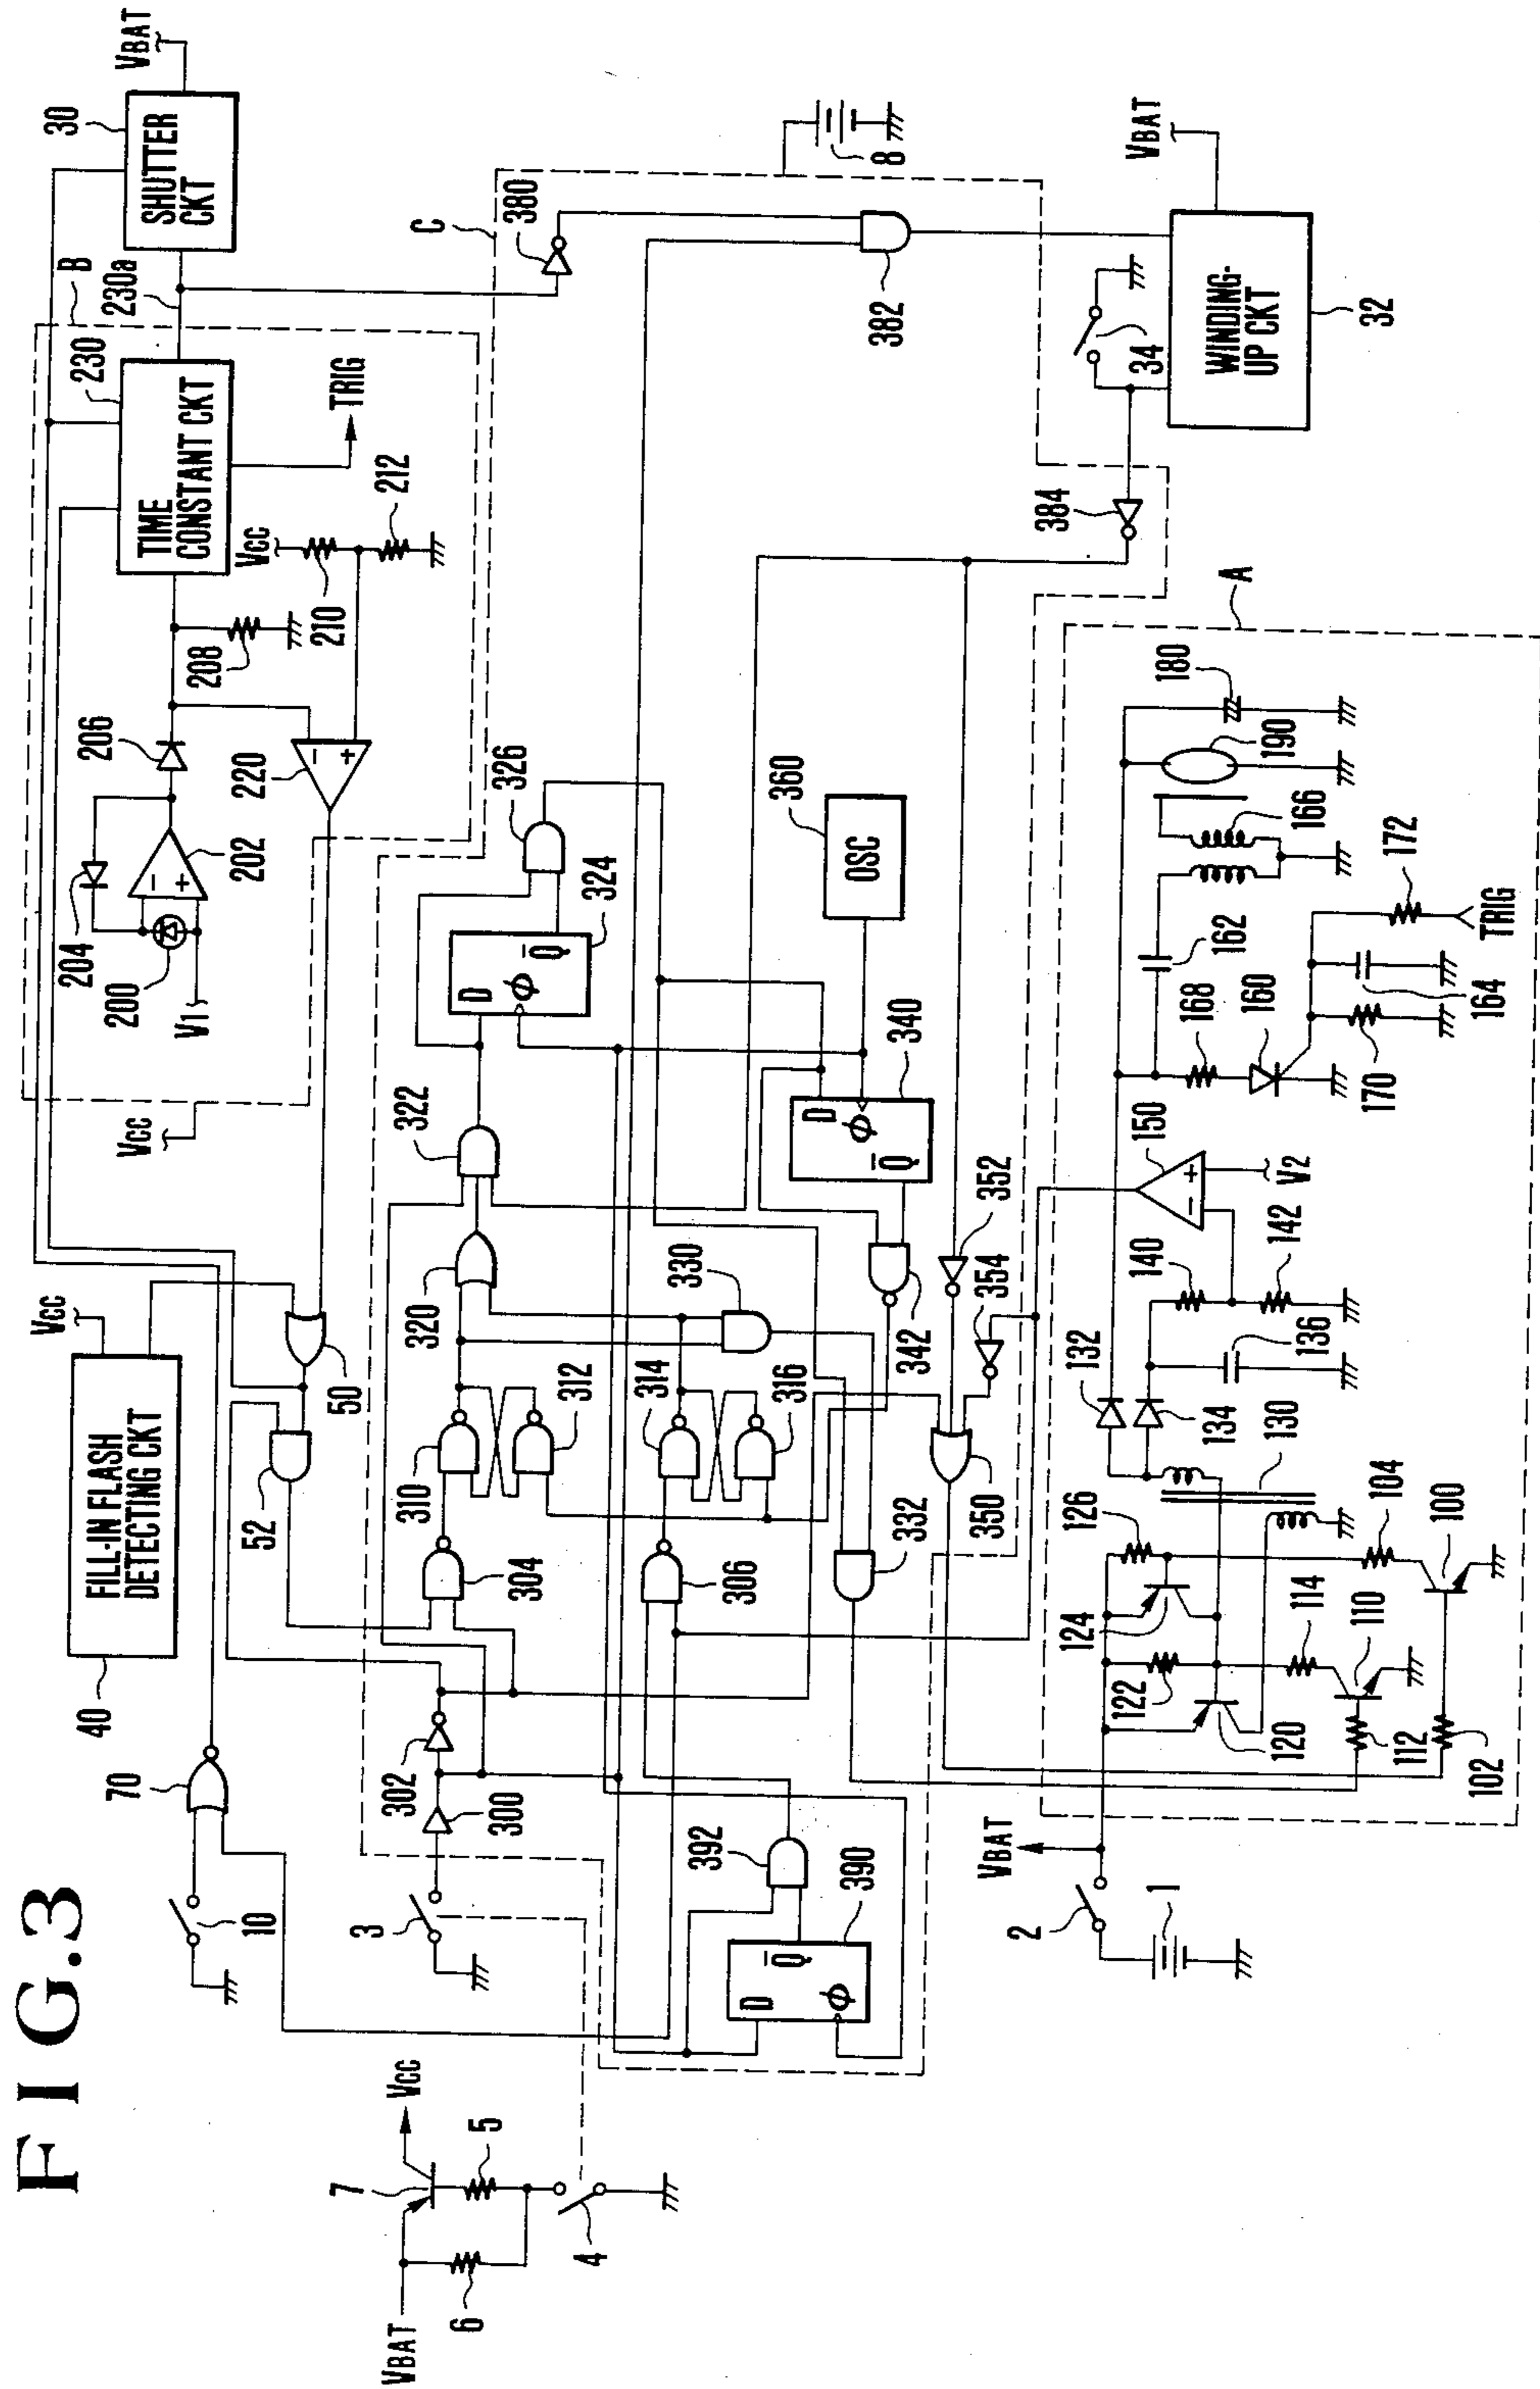 FIG.3
VBAT
30
SHUTTER
CKT
B
230a
230
TIME
CONSTANT CKT
TRIG
VCC
212
210
208
206
220
202
204
200
V1
VCC
C
380
8
VBAT
382
34
WINDING-
UP CKT
32
384
A
VCC
FILL-IN FLASH
DETECTING CKT
40
50
52
70
10
326
324
D
Φ
Q̅
360
OSC
322
340
D
Φ
Q̅
320
330
352
354
342
310
312
314
316
304
306
332
350
302
300
3
392
390
D
Φ
Q̅
180
190
166
172
162
168
160
164
TRIG
170
150
V2
140
142
132
134
136
130
126
104
100
124
122
114
110
120
112
102
VBAT
2
1
VCC
7
5
6
4
VBAT